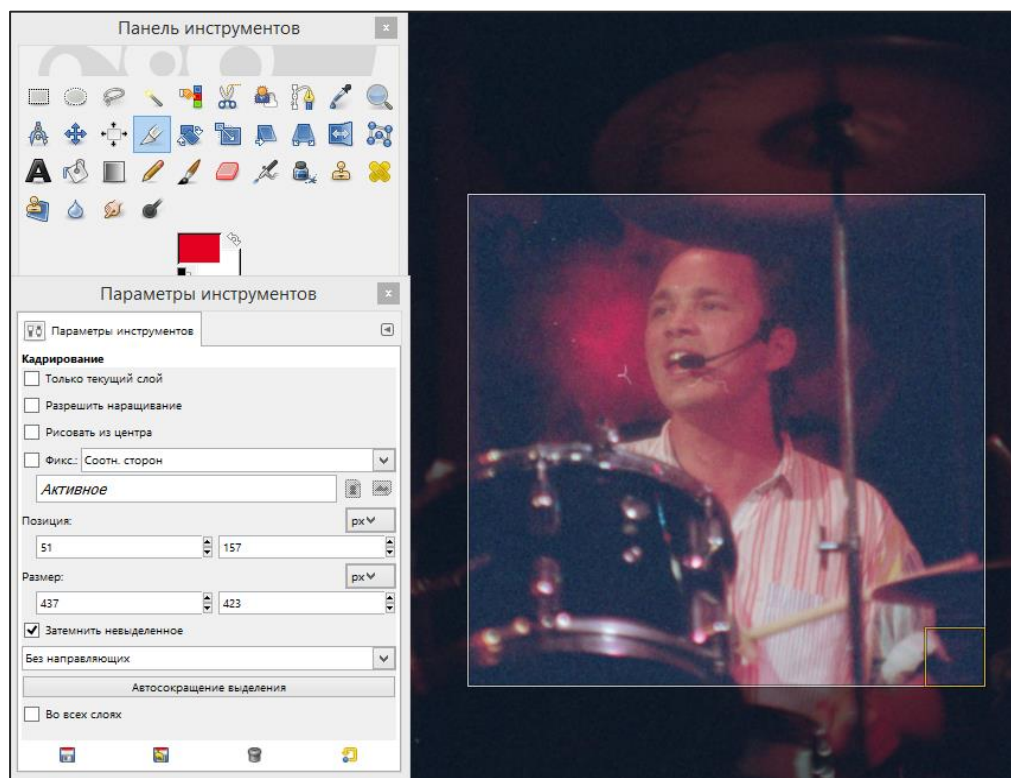 Панель инструментов
Параметры инструментов
Параметры инструментов
Кадрирование
Только текущий слой
Разрешить наращивание
Рисовать из центра
Фикс.: Соотн. сторон
Активное
Позиция: px
51 157
Размер: px
437 423
Затемнить невыделенное
Без направляющих
Автосокращение выделения
Во всех слоях